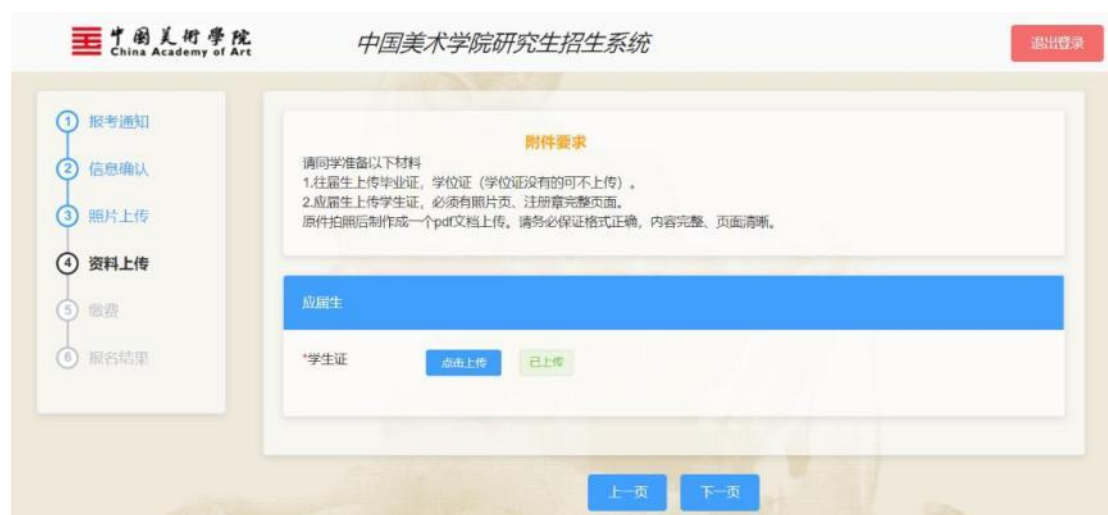 中国美術學院
China Academy of Art
中国美术学院研究生招生系统
退出登录
1 报考通知
2 信息确认
3 照片上传
4 资料上传
5 缴费
6 报名结果
附件要求
请同学准备以下材料
1.往届生上传毕业证，学位证（学位证没有的可不上传）。
2.应届生上传学生证，必须有照片页、注册章完整页面。
原件拍照后制作成一个pdf文档上传。请务必保证格式正确，内容完整、页面清晰。
应届生
*学生证
点击上传
已上传
上一页
下一页